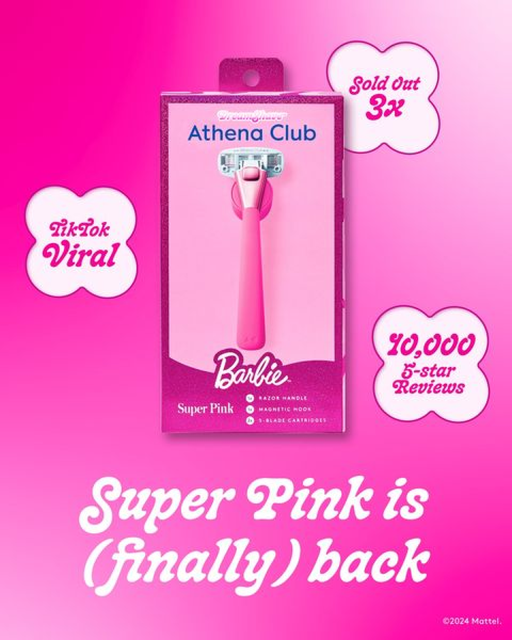 Sold Out
3x
DreamShave
Athena Club
TikTok
Viral
10,000
5-star
Reviews
Barbie
Super Pink
RAZOR HANDLE
MAGNETIC HOOK
5-BLADE CARTRIDGES
Super Pink is
(finally) back
©2024 Mattel.